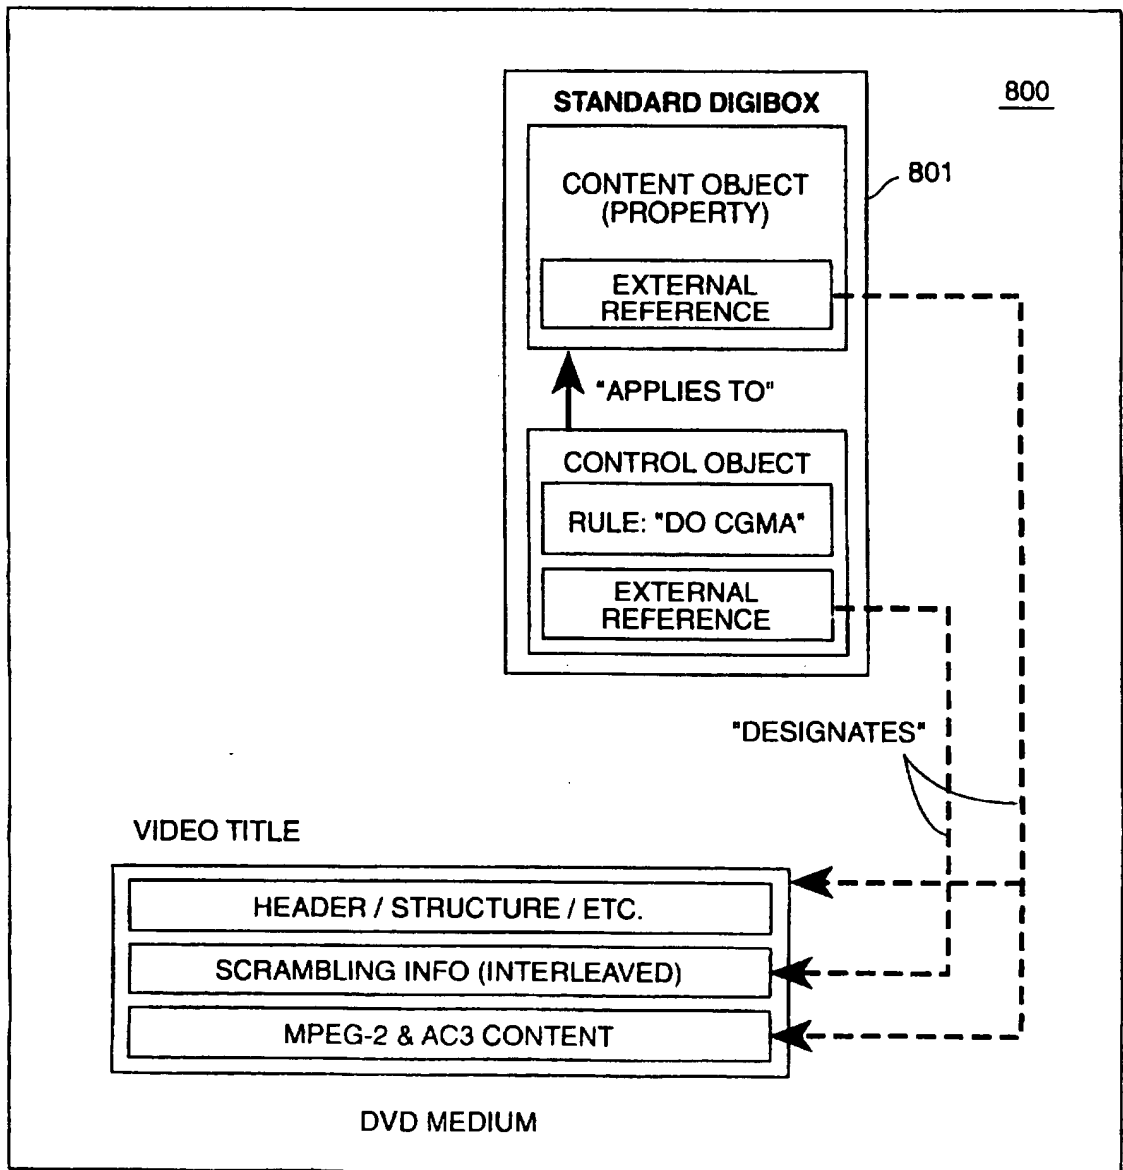 800
STANDARD DIGIBOX
801
CONTENT OBJECT
(PROPERTY)
EXTERNAL
REFERENCE
"APPLIES TO"
CONTROL OBJECT
RULE: "DO CGMA"
EXTERNAL
REFERENCE
"DESIGNATES"
VIDEO TITLE
HEADER / STRUCTURE / ETC.
SCRAMBLING INFO (INTERLEAVED)
MPEG-2 & AC3 CONTENT
DVD MEDIUM